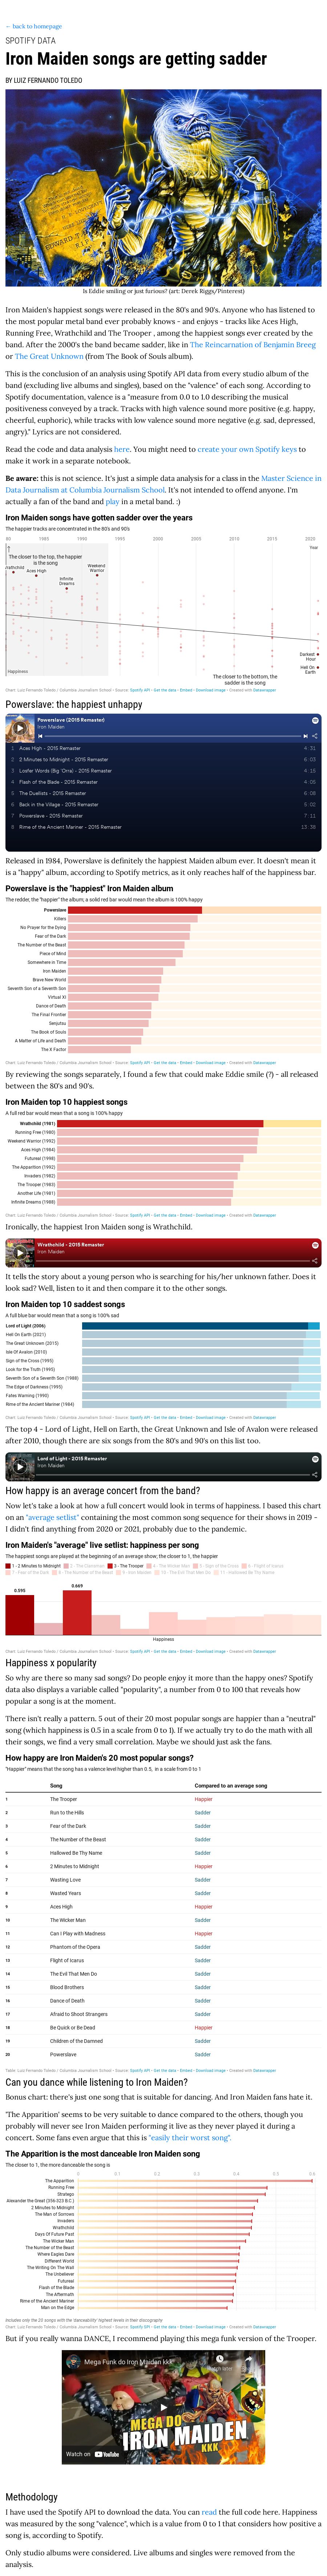 ← back to homepage
SPOTIFY DATA
Iron Maiden songs are getting sadder
BY LUIZ FERNANDO TOLEDO
Is Eddie smiling or just furious? (art: Derek Riggs/Pinterest)
Iron Maiden's happiest songs were released in the 80's and 90's. Anyone who has listened to
the most popular metal band ever probably knows - and enjoys - tracks like Aces High,
Running Free, Wrathchild and The Trooper , among the happiest songs ever created by the
band. After the 2000's the band became sadder, like in The Reincarnation of Benjamin Breeg
or The Great Unknown (from The Book of Souls album).
This is the conclusion of an analysis using Spotify API data from every studio album of the
band (excluding live albums and singles), based on the "valence" of each song. According to
Spotify documentation, valence is a "measure from 0.0 to 1.0 describing the musical
positiveness conveyed by a track. Tracks with high valence sound more positive (e.g. happy,
cheerful, euphoric), while tracks with low valence sound more negative (e.g. sad, depressed,
angry)." Lyrics are not considered.
Read the code and data analysis here. You might need to create your own Spotify keys to
make it work in a separate notebook.
Be aware: this is not science. It's just a simple data analysis for a class in the Master Science in
Data Journalism at Columbia Journalism School. It's not intended to offend anyone. I'm
actually a fan of the band and play in a metal band. :)
Iron Maiden songs have gotten sadder over the years
The happier tracks are concentrated in the 80's and 90's
80 1985 1990 1995 2000 2005 2010 2015 2020
Year
The closer to the top, the happier
is the song
Aces High
Infinite
Dreams
Weekend
Warrior
Darkest
Hour
Hell On
Earth
Happiness
The closer to the bottom, the
sadder is the song
Chart: Luiz Fernando Toledo / Columbia Journalism School • Source: Spotify API • Get the data • Embed • Download image • Created with Datawrapper
Powerslave: the happiest unhappy
Powerslave (2015 Remaster)
Iron Maiden
1 Aces High - 2015 Remaster 4:31
2 2 Minutes to Midnight - 2015 Remaster 6:03
3 Losfer Words (Big 'Orra) - 2015 Remaster 4:15
4 Flash of the Blade - 2015 Remaster 4:05
5 The Duellists - 2015 Remaster 6:06
6 Back in the Village - 2015 Remaster 5:02
7 Powerslave - 2015 Remaster 7:11
8 Rime of the Ancient Mariner - 2015 Remaster 13:39
Released in 1984, Powerslave is definitely the happiest Maiden album ever. It doesn't mean it
is a "happy" album, according to Spotify metrics, as it only reaches half of the happiness bar.
Powerslave is the "happiest" Iron Maiden album
The redder, the "happier" the album; a solid red bar would mean the album is 100% happy
Powerslave
Killers
No Prayer for the Dying
Fear of the Dark
The Number of the Beast
Piece of Mind
Somewhere in Time
Iron Maiden
Brave New World
Seventh Son of a Seventh Son
Virtual XI
Dance of Death
The Final Frontier
Senjutsu
The Book of Souls
A Matter of Life and Death
The X Factor
Chart: Luiz Fernando Toledo / Columbia Journalism School • Source: Spotify API • Get the data • Embed • Download image • Created with Datawrapper
By reviewing the songs separately, I found a few that could make Eddie smile (?) - all released
between the 80's and 90's.
Iron Maiden top 10 happiest songs
A full red bar would mean that a song is 100% happy
Wrathchild (1981)
Running Free (1980)
Weekend Warrior (1992)
Aces High (1984)
Futureal (1998)
The Apparition (1992)
Invaders (1982)
The Trooper (1983)
Another Life (1981)
Infinite Dreams (1988)
Chart: Luiz Fernando Toledo / Columbia Journalism School • Source: Spotify API • Get the data • Embed • Download image • Created with Datawrapper
Ironically, the happiest Iron Maiden song is Wrathchild.
Wrathchild - 2015 Remaster
Iron Maiden
It tells the story about a young person who is searching for his/her unknown father. Does it
look sad? Well, listen to it and then compare it to the other songs.
Iron Maiden top 10 saddest songs
A full blue bar would mean that a song is 100% sad
Lord of Light (2006)
Hell On Earth (2021)
The Great Unknown (2015)
Isle Of Avalon (2010)
Sign of the Cross (1995)
Look for the Truth (1995)
Seventh Son of a Seventh Son (1988)
The Edge of Darkness (1995)
Fates Warning (1990)
Rime of the Ancient Mariner (1984)
Chart: Luiz Fernando Toledo / Columbia Journalism School • Source: Spotify API • Get the data • Embed • Download image • Created with Datawrapper
The top 4 - Lord of Light, Hell on Earth, the Great Unknown and Isle of Avalon were released
after 2010, though there are six songs from the 80's and 90's on this list too.
Lord of Light - 2015 Remaster
Iron Maiden
How happy is an average concert from the band?
Now let's take a look at how a full concert would look in terms of happiness. I based this chart
on an "average setlist" containing the most common song sequence for their shows in 2019 -
I didn't find anything from 2020 or 2021, probably due to the pandemic.
Iron Maiden's "average" live setlist: happiness per song
The happiest songs are played to the beginning of an average show; the closer to 1, the happier
1 - 2 Minutes to Midnight 2 - The Clansman 3 - The Trooper 4 - The Wicker Man 5 - Sign of the Cross 6 - Flight of Icarus
7 - Fear of the Dark 8 - The Number of the Beast 9 - Iron Maiden 10 - The Evil That Men Do 11 - Hallowed Be Thy Name
0.595
0.669
Happiness
Chart: Luiz Fernando Toledo / Columbia Journalism School • Source: Spotify API • Get the data • Embed • Download image • Created with Datawrapper
Happiness x popularity
So why are there so many sad songs? Do people enjoy it more than the happy ones? Spotify
data also displays a variable called "popularity", a number from 0 to 100 that reveals how
popular a song is at the moment.
There isn't really a pattern. 5 out of their 20 most popular songs are happier than a "neutral"
song (which happiness is 0.5 in a scale from 0 to 1). If we actually try to do the math with all
their songs, we find a very small correlation. Maybe we should just ask the fans.
How happy are Iron Maiden's 20 most popular songs?
"Happier" means that the song has a valence level higher than 0.5, in a scale from 0 to 1
Song Compared to an average song
1 The Trooper Happier
2 Run to the Hills Sadder
3 Fear of the Dark Sadder
4 The Number of the Beast Sadder
5 Hallowed Be Thy Name Sadder
6 2 Minutes to Midnight Happier
7 Wasting Love Sadder
8 Wasted Years Sadder
9 Aces High Happier
10 The Wicker Man Sadder
11 Can I Play with Madness Happier
12 Phantom of the Opera Sadder
13 Flight of Icarus Sadder
14 The Evil That Men Do Sadder
15 Blood Brothers Sadder
16 Dance of Death Sadder
17 Afraid to Shoot Strangers Sadder
18 Be Quick or Be Dead Happier
19 Children of the Damned Sadder
20 Powerslave Sadder
Table: Luiz Fernando Toledo / Columbia Journalism School • Source: Spotify API • Get the data • Embed • Download image • Created with Datawrapper
Can you dance while listening to Iron Maiden?
Bonus chart: there's just one song that is suitable for dancing. And Iron Maiden fans hate it.
'The Apparition' seems to be very suitable to dance compared to the others, though you
probably will never see Iron Maiden performing it live as they never played it during a
concert. Some fans even argue that this is "easily their worst song".
The Apparition is the most danceable Iron Maiden song
The closer to 1, the more danceable the song is
0 0.1 0.2 0.3 0.4 0.5 0.6
The Apparition
Running Free
Stratego
Alexander the Great (356-323 B.C.)
2 Minutes to Midnight
The Man of Sorrows
Invaders
Wrathchild
Days Of Future Past
The Wicker Man
The Number of the Beast
Where Eagles Dare
Different World
The Writing On The Wall
The Unbeliever
Futureal
Flash of the Blade
The Aftermath
Rime of the Ancient Mariner
Man on the Edge
Includes only the 20 songs with the 'danceability' highest levels in their discography
Chart: Luiz Fernando Toledo / Columbia Journalism School • Source: Spotify API • Get the data • Embed • Download image • Created with Datawrapper
But if you really wanna DANCE, I recommend playing this mega funk version of the Trooper.
Mega Funk do Iron Maiden kkk
MEGA DO
IRON MAIDEN
KKK
Watch on YouTube
Methodology
I have used the Spotify API to download the data. You can read the full code here. Happiness
was measured by the song "valence", which is a value from 0 to 1 that considers how positive a
song is, according to Spotify.
Only studio albums were considered. Live albums and singles were removed from the
analysis.